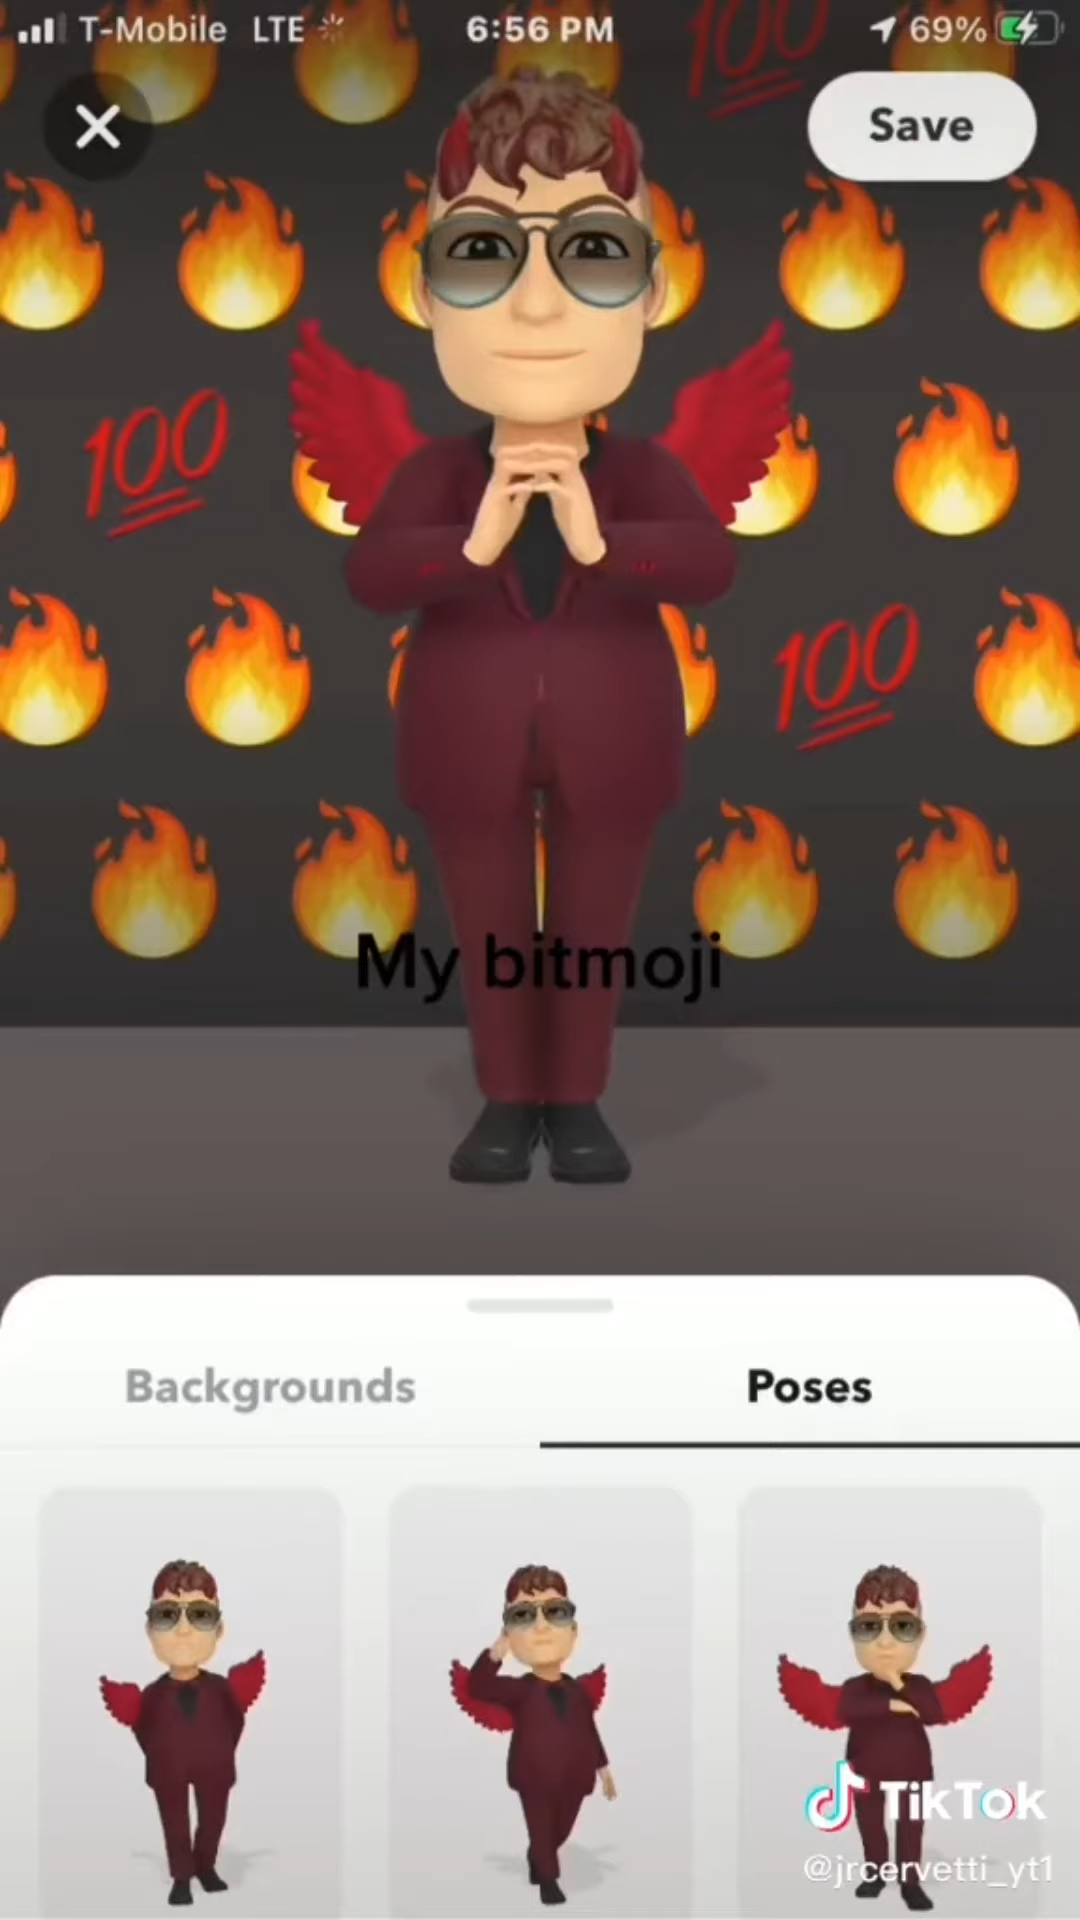 T-Mobile LTE 6:56 PM 69%
Save
100
100
100
My bitmoji
Backgrounds Poses
TikTok
@jrcervetti_yt1